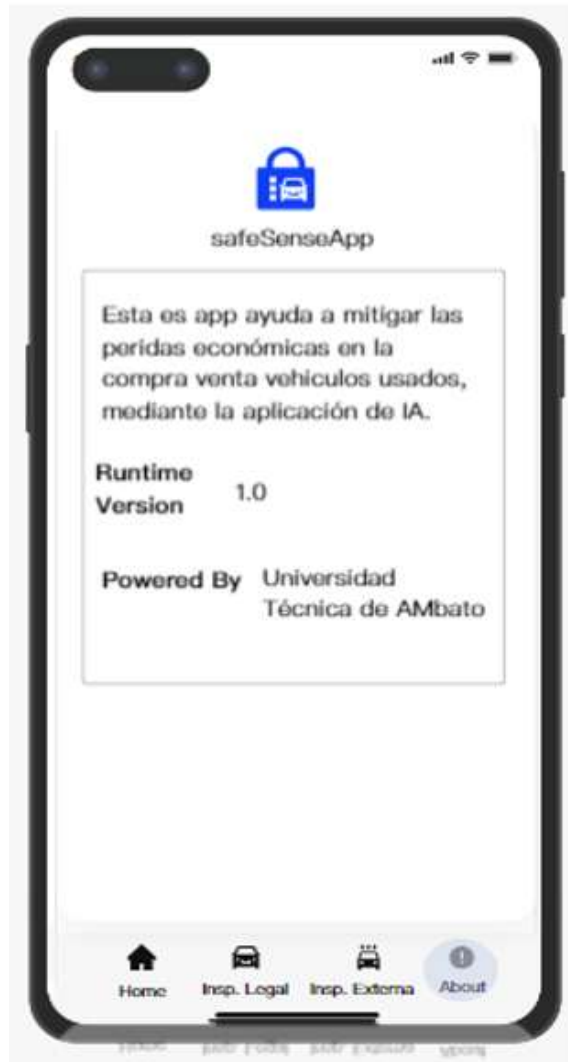 safeSenseApp
Esta es app ayuda a mitigar las
peridas económicas en la
compra venta vehiculos usados,
mediante la aplicación de IA.
Runtime
Version
1.0
Powered By
Universidad
Técnica de AMbato
Home
Insp. Legal
Insp. Externa
About